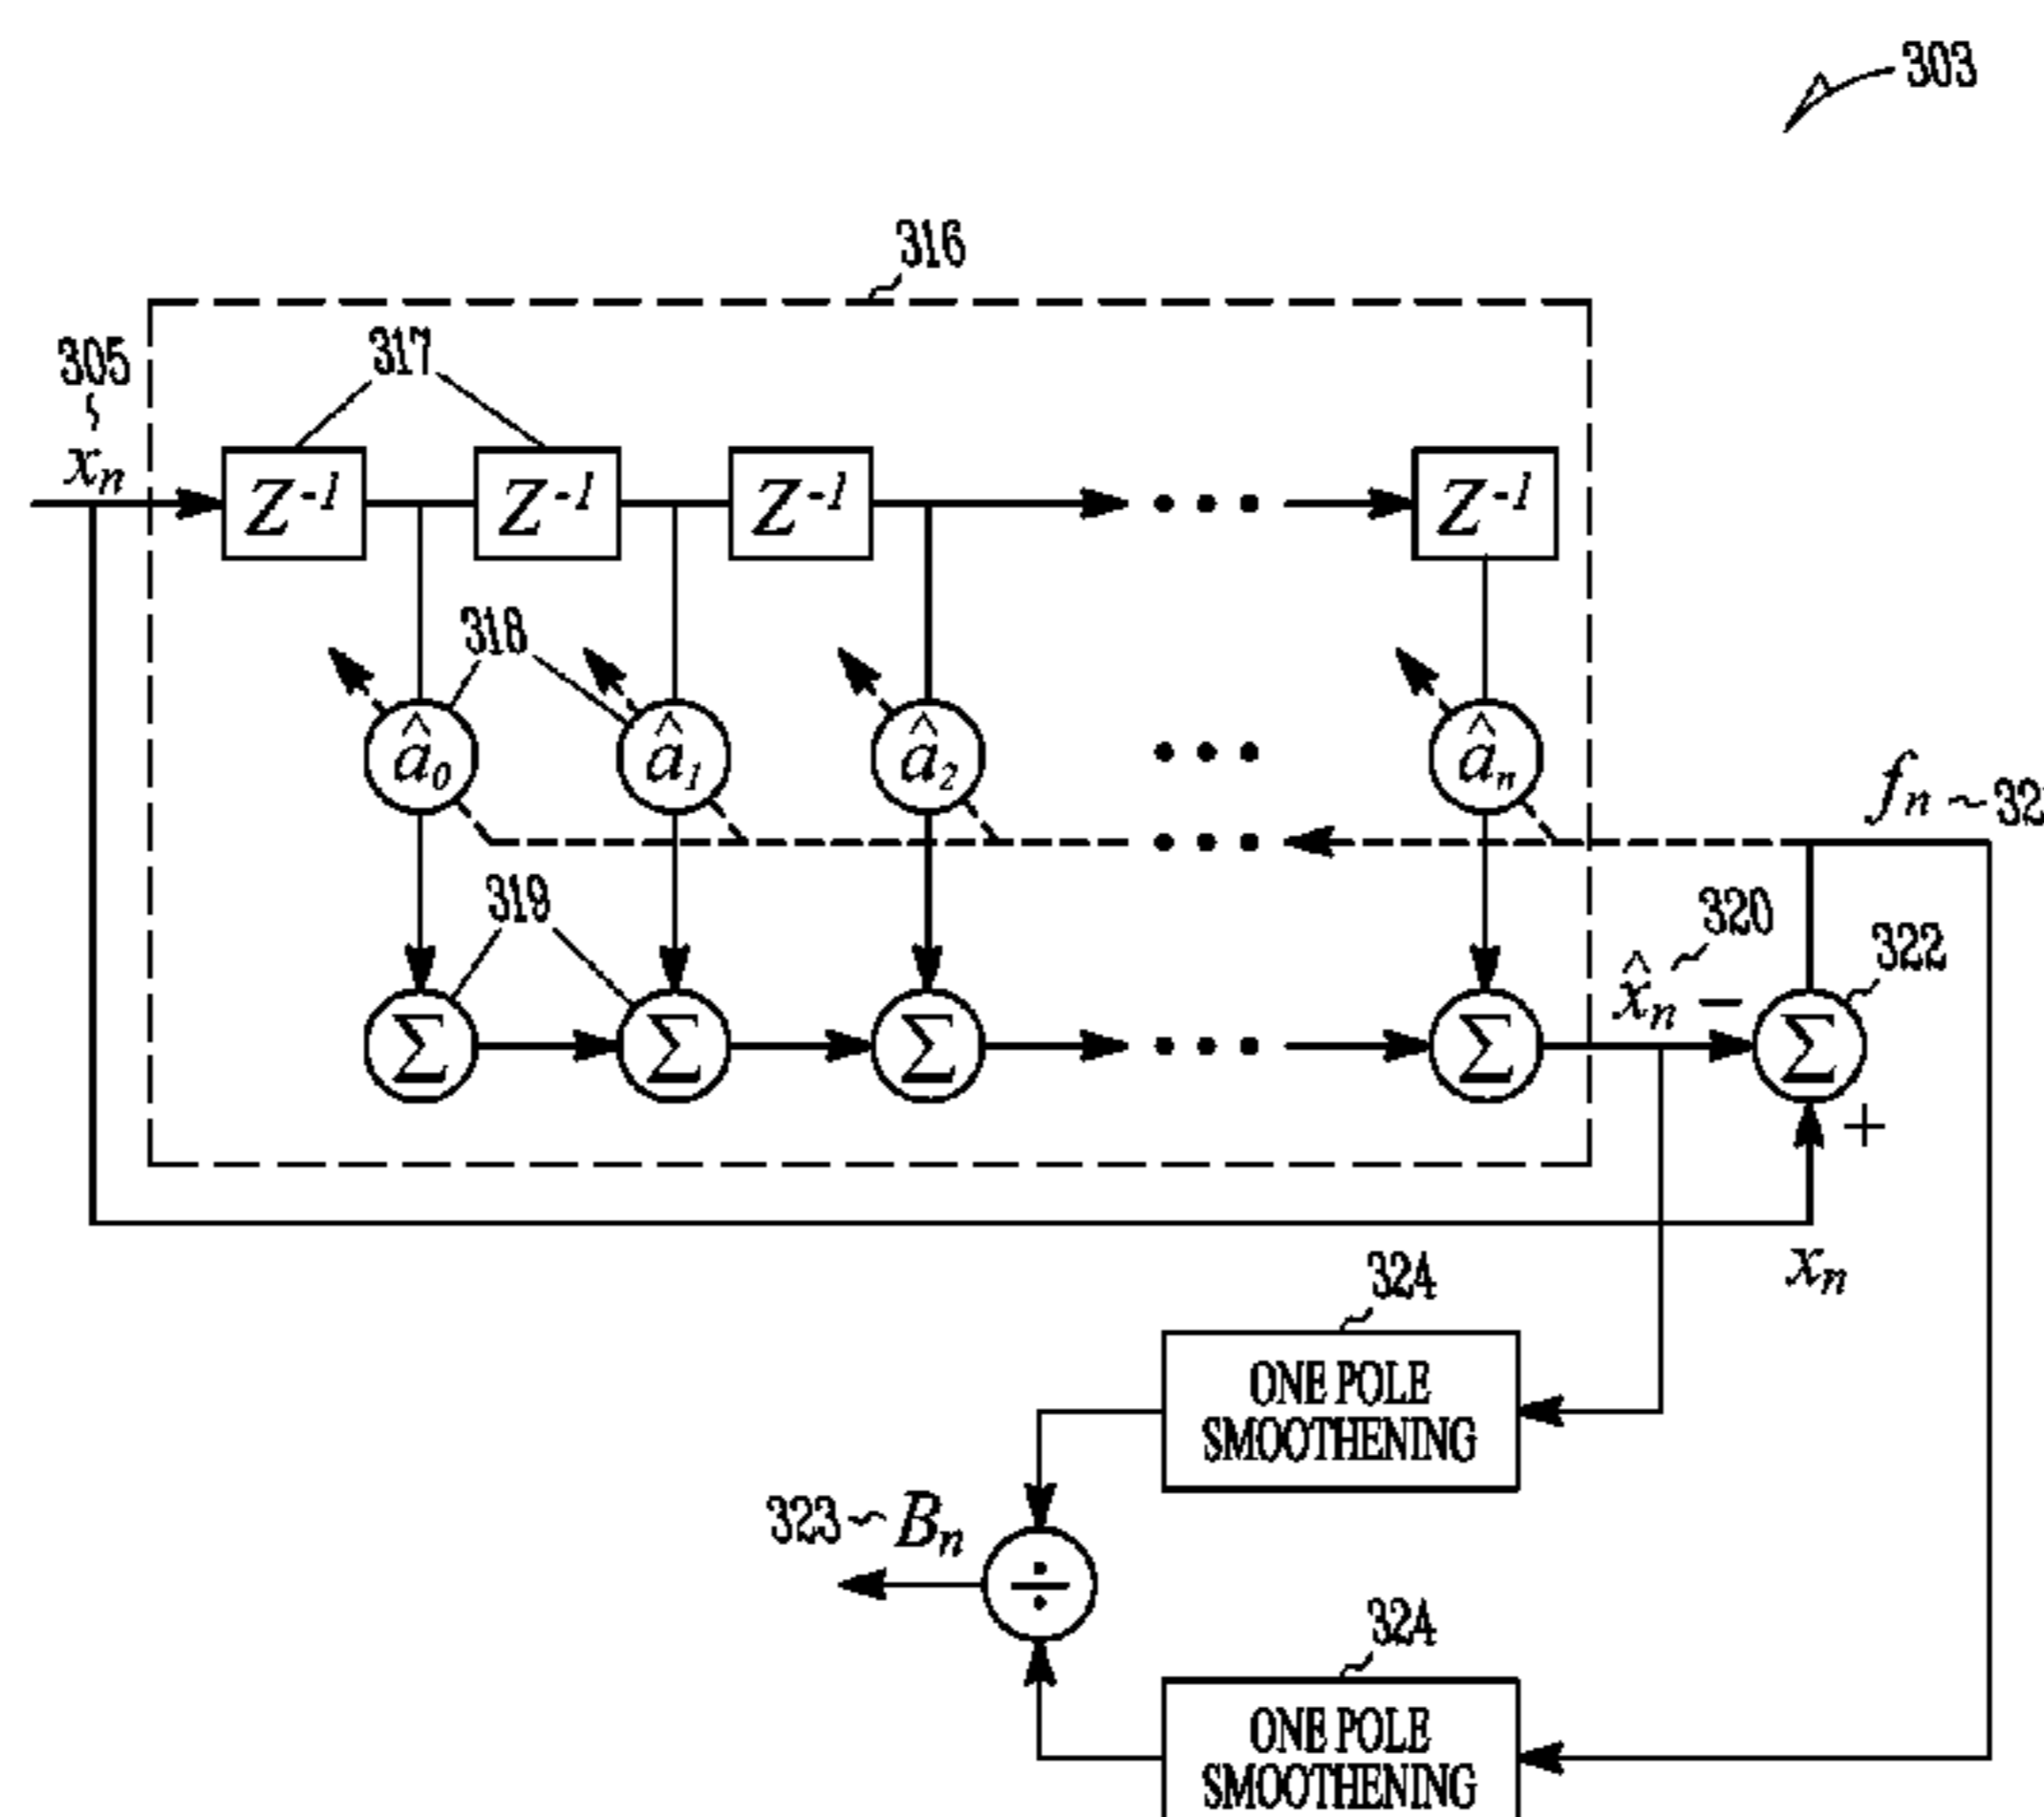 303
316
305
317
xₙ
Z⁻¹ Z⁻¹ Z⁻¹ • • • Z⁻¹
318
â₀ â₁ â₂ • • • âₙ
fₙ ~ 32
• • •
319
320
322
x̂ₙ −
Σ Σ Σ • • • Σ Σ
+
xₙ
324
ONE POLE
SMOOTHENING
323 ~ Bₙ
÷
324
ONE POLE
SMOOTHENING